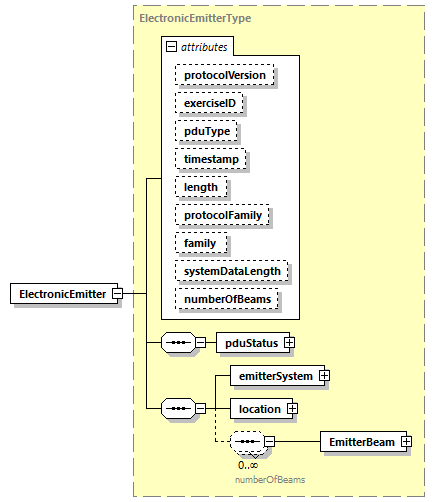 ElectronicEmitterType
attributes
protocolVersion
exerciseID
pduType
timestamp
length
protocolFamily
family
systemDataLength
numberOfBeams
ElectronicEmitter
pduStatus
emitterSystem
location
EmitterBeam
0..∞
numberOfBeams